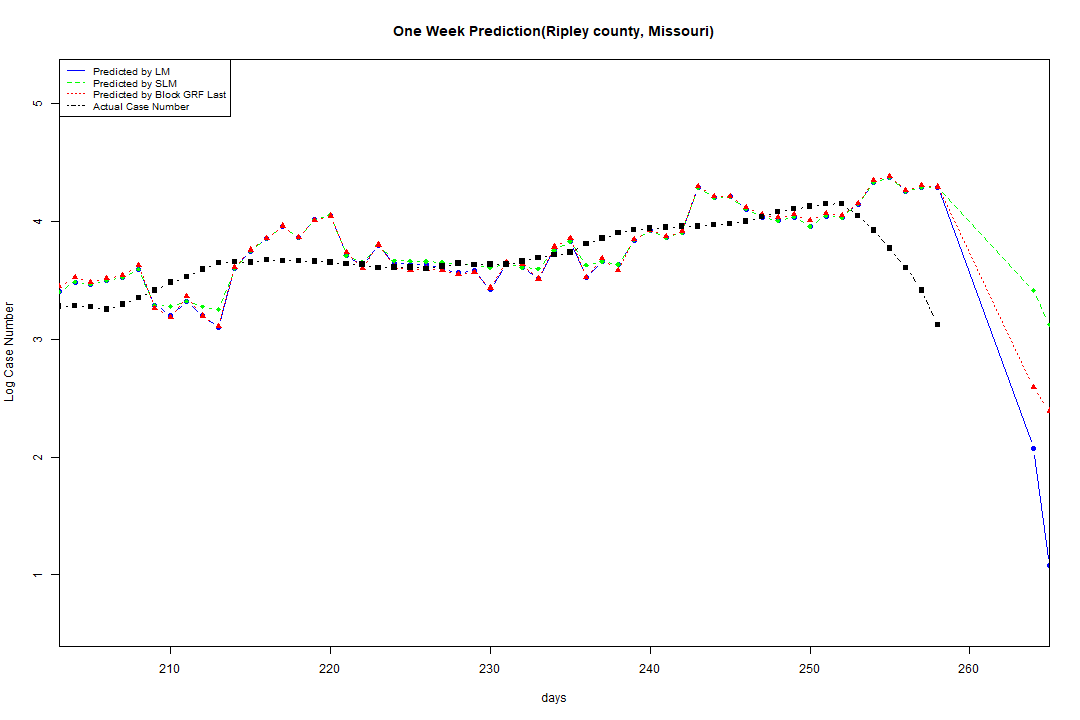 One Week Prediction(Ripley county, Missouri)
Predicted by LM
Predicted by SLM
Predicted by Block GRF Last
Actual Case Number
5
4
3
2
1
Log Case Number
210 220 230 240 250 260
days